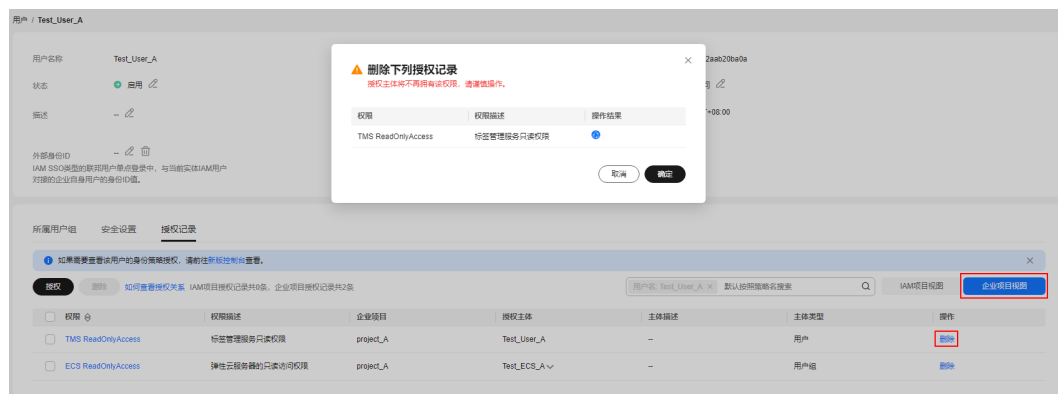 用户 / Test_User_A
用户名称 Test_User_A
2aab20ba0a
状态 启用
描述 --
+08:00
外部身份ID --
IAM SSO类型的联邦用户单点登录中，与当前实体IAM用户
对接的企业自身用户的身份ID值。
删除下列授权记录
授权主体将不再拥有该权限，请谨慎操作。
权限 权限描述 操作结果
TMS ReadOnlyAccess 标签管理服务只读权限
取消 确定
所属用户组 安全设置 授权记录
如果需要查看该用户的身份策略授权，请前往新版控制台查看。
授权 删除 如何查看授权关系 IAM项目授权记录共0条，企业项目授权记录共2条 用户名: Test_User_A × 默认按照策略名搜索 IAM项目视图 企业项目视图
权限 权限描述 企业项目 授权主体 主体描述 主体类型 操作
TMS ReadOnlyAccess 标签管理服务只读权限 project_A Test_User_A -- 用户 删除
ECS ReadOnlyAccess 弹性云服务器的只读访问权限 project_A Test_ECS_A -- 用户组 删除